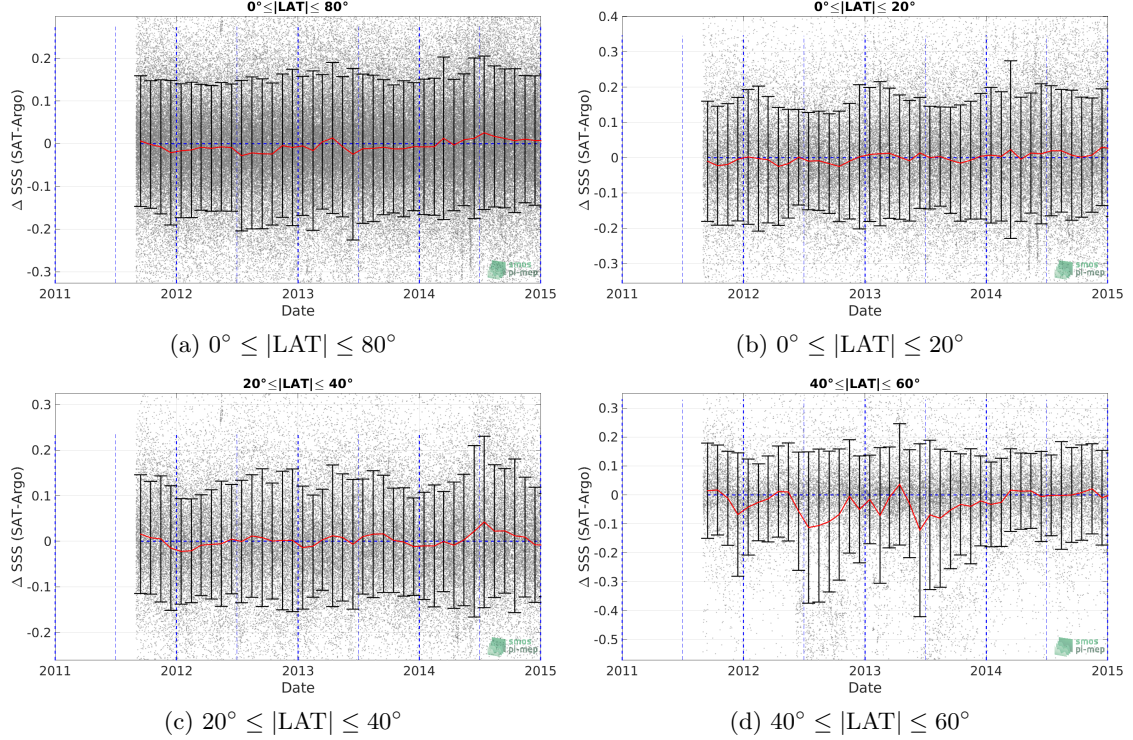 0°≤|LAT|≤ 80°
0.2
0.1
0
-0.1
-0.2
-0.3
Δ SSS (SAT-Argo)
2011
2012
2013
2014
2015
Date
smos
pi-mep
(a) 0° ≤ |LAT| ≤ 80°
0°≤|LAT|≤ 20°
0.4
0.3
0.2
0.1
0
-0.1
-0.2
-0.3
Δ SSS (SAT-Argo)
2011
2012
2013
2014
2015
Date
smos
pi-mep
(b) 0° ≤ |LAT| ≤ 20°
20°≤|LAT|≤ 40°
0.3
0.2
0.1
0
-0.1
-0.2
Δ SSS (SAT-Argo)
2011
2012
2013
2014
2015
Date
smos
pi-mep
(c) 20° ≤ |LAT| ≤ 40°
40°≤|LAT|≤ 60°
0.3
0.2
0.1
0
-0.1
-0.2
-0.3
-0.4
-0.5
Δ SSS (SAT-Argo)
2011
2012
2013
2014
2015
Date
smos
pi-mep
(d) 40° ≤ |LAT| ≤ 60°